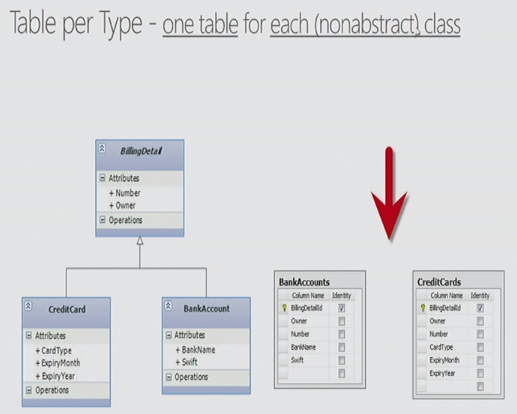 Table per Type - one table for each (nonabstract) class
BillingDetail
Attributes
+ Number
+ Owner
Operations
CreditCard
Attributes
+ CardType
+ ExpiryMonth
+ ExpiryYear
Operations
BankAccount
Attributes
+ BankName
+ Swift
Operations
BankAccounts
Column Name Identity
BillingDetailId
Owner
Number
BankName
Swift
CreditCards
Column Name Identity
BillingDetailId
Owner
Number
CardType
ExpiryMonth
ExpiryYear